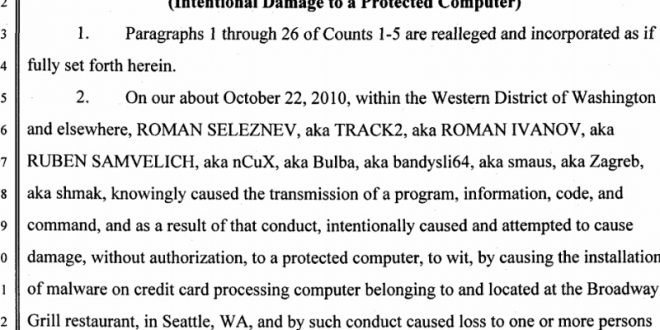 2 (Intentional Damage to a Protected Computer)
3 1. Paragraphs 1 through 26 of Counts 1-5 are realleged and incorporated as if
4 fully set forth herein.
5 2. On our about October 22, 2010, within the Western District of Washington
6 and elsewhere, ROMAN SELEZNEV, aka TRACK2, aka ROMAN IVANOV, aka
7 RUBEN SAMVELICH, aka nCuX, aka Bulba, aka bandysli64, aka smaus, aka Zagreb,
8 aka shmak, knowingly caused the transmission of a program, information, code, and
9 command, and as a result of that conduct, intentionally caused and attempted to cause
0 damage, without authorization, to a protected computer, to wit, by causing the installation
1 of malware on credit card processing computer belonging to and located at the Broadway
2 Grill restaurant, in Seattle, WA, and by such conduct caused loss to one or more persons